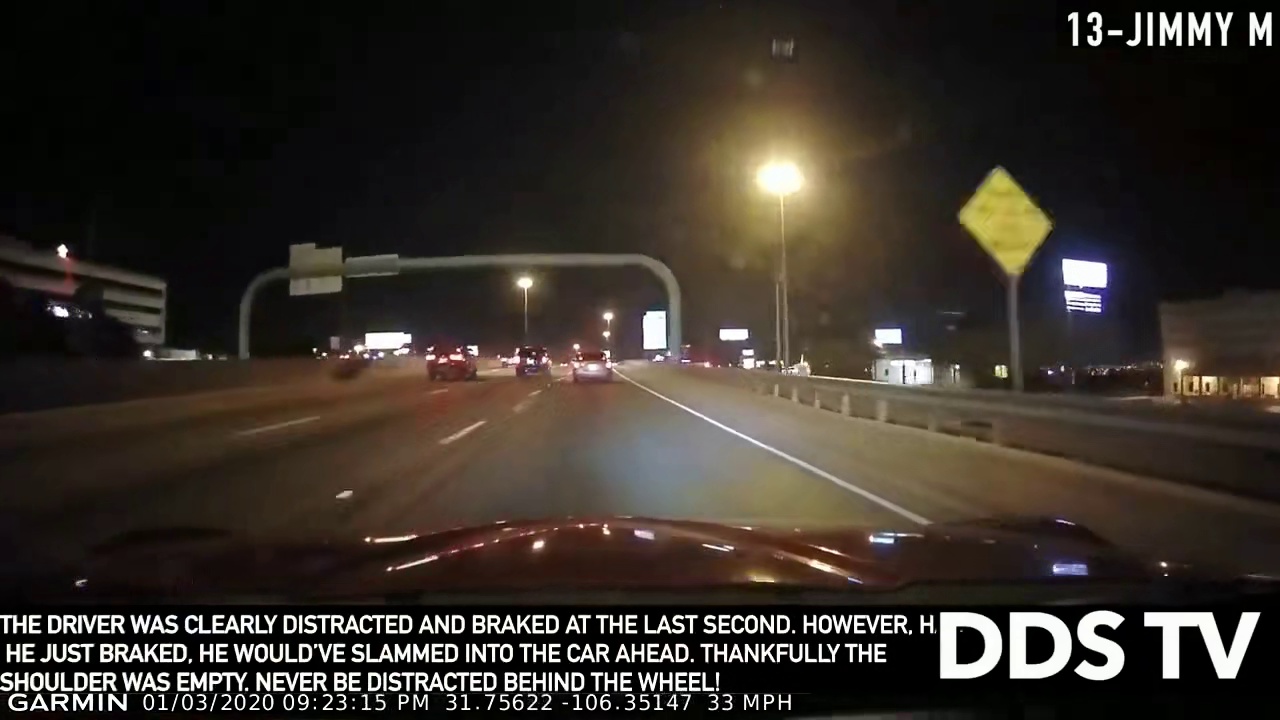 13-JIMMY M
THE DRIVER WAS CLEARLY DISTRACTED AND BRAKED AT THE LAST SECOND. HOWEVER, H
HE JUST BRAKED, HE WOULD'VE SLAMMED INTO THE CAR AHEAD. THANKFULLY THE
SHOULDER WAS EMPTY. NEVER BE DISTRACTED BEHIND THE WHEEL!
DDS TV
GARMIN 01/03/2020 09:23:15 PM 31.75622 -106.35147 33 MPH